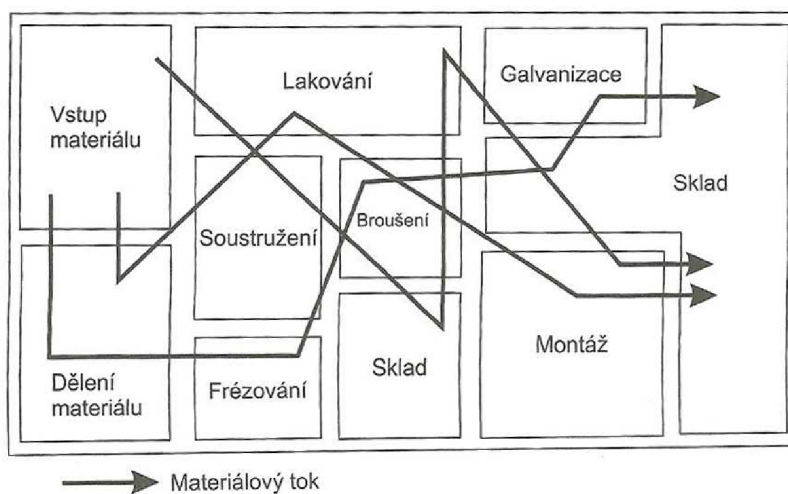 Vstup
materiálu
Lakování
Galvanizace
Soustružení
Broušení
Sklad
Dělení
materiálu
Frézování
Sklad
Montáž
Materiálový tok